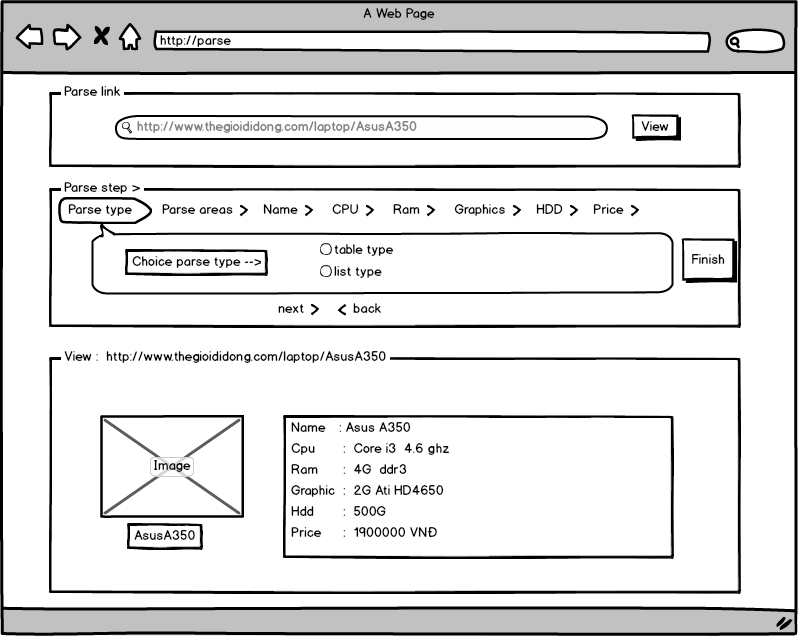 A Web Page
http://parse
Parse link
http://www.thegioididong.com/laptop/AsusA350
View
Parse step >
Parse type
Parse areas > Name > CPU > Ram > Graphics > HDD > Price >
Choice parse type -->
table type
list type
Finish
next > < back
View : http://www.thegioididong.com/laptop/AsusA350
Image
AsusA350
Name : Asus A350
Cpu : Core i3 4.6 ghz
Ram : 4G ddr3
Graphic : 2G Ati HD4650
Hdd : 500G
Price : 1900000 VNĐ